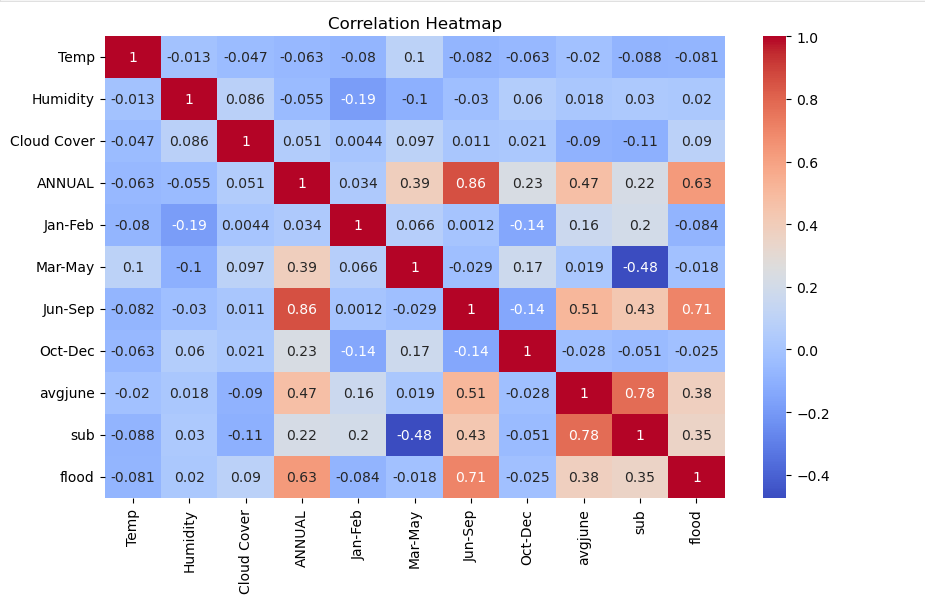 Correlation Heatmap
Temp 1 -0.013 -0.047 -0.063 -0.08 0.1 -0.082 -0.063 -0.02 -0.088 -0.081
Humidity -0.013 1 0.086 -0.055 -0.19 -0.1 -0.03 0.06 0.018 0.03 0.02
Cloud Cover -0.047 0.086 1 0.051 0.0044 0.097 0.011 0.021 -0.09 -0.11 0.09
ANNUAL -0.063 -0.055 0.051 1 0.034 0.39 0.86 0.23 0.47 0.22 0.63
Jan-Feb -0.08 -0.19 0.0044 0.034 1 0.066 0.0012 -0.14 0.16 0.2 -0.084
Mar-May 0.1 -0.1 0.097 0.39 0.066 1 -0.029 0.17 0.019 -0.48 -0.018
Jun-Sep -0.082 -0.03 0.011 0.86 0.0012 -0.029 1 -0.14 0.51 0.43 0.71
Oct-Dec -0.063 0.06 0.021 0.23 -0.14 0.17 -0.14 1 -0.028 -0.051 -0.025
avgjune -0.02 0.018 -0.09 0.47 0.16 0.019 0.51 -0.028 1 0.78 0.38
sub -0.088 0.03 -0.11 0.22 0.2 -0.48 0.43 -0.051 0.78 1 0.35
flood -0.081 0.02 0.09 0.63 -0.084 -0.018 0.71 -0.025 0.38 0.35 1
Temp Humidity Cloud Cover ANNUAL Jan-Feb Mar-May Jun-Sep Oct-Dec avgjune sub flood
1.0
0.8
0.6
0.4
0.2
0.0
−0.2
−0.4